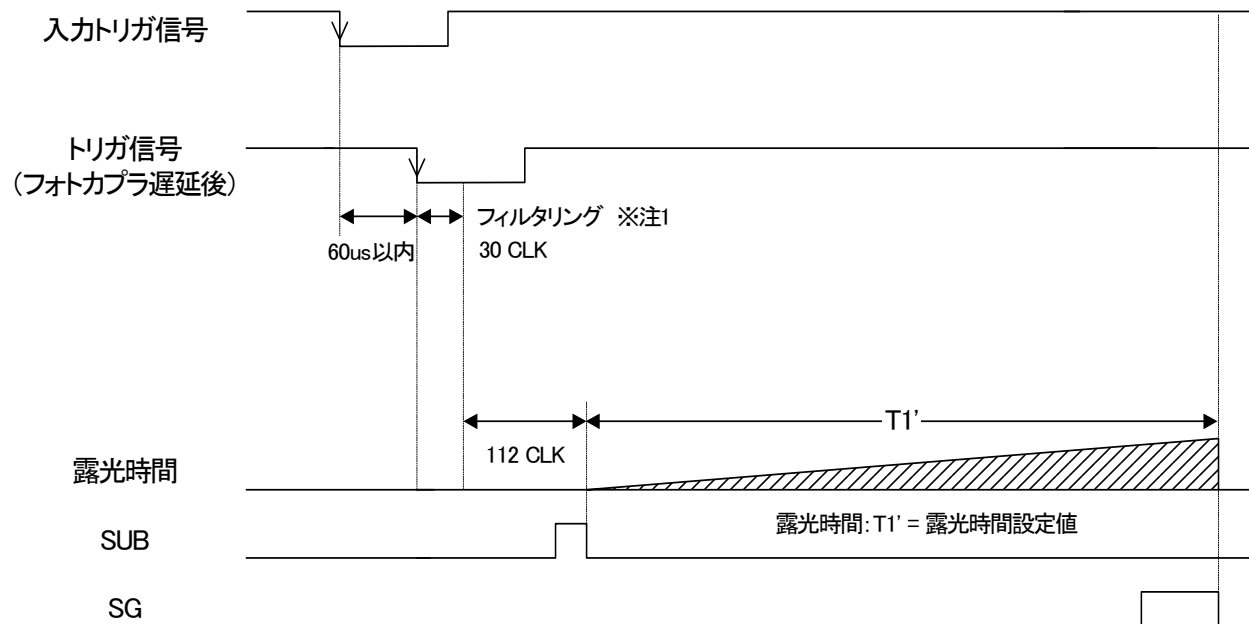 入力トリガ信号
トリガ信号
(フォトカプラ遅延後)
フィルタリング ※注1
60us以内
30 CLK
T1'
112 CLK
露光時間
露光時間:T1' = 露光時間設定値
SUB
SG